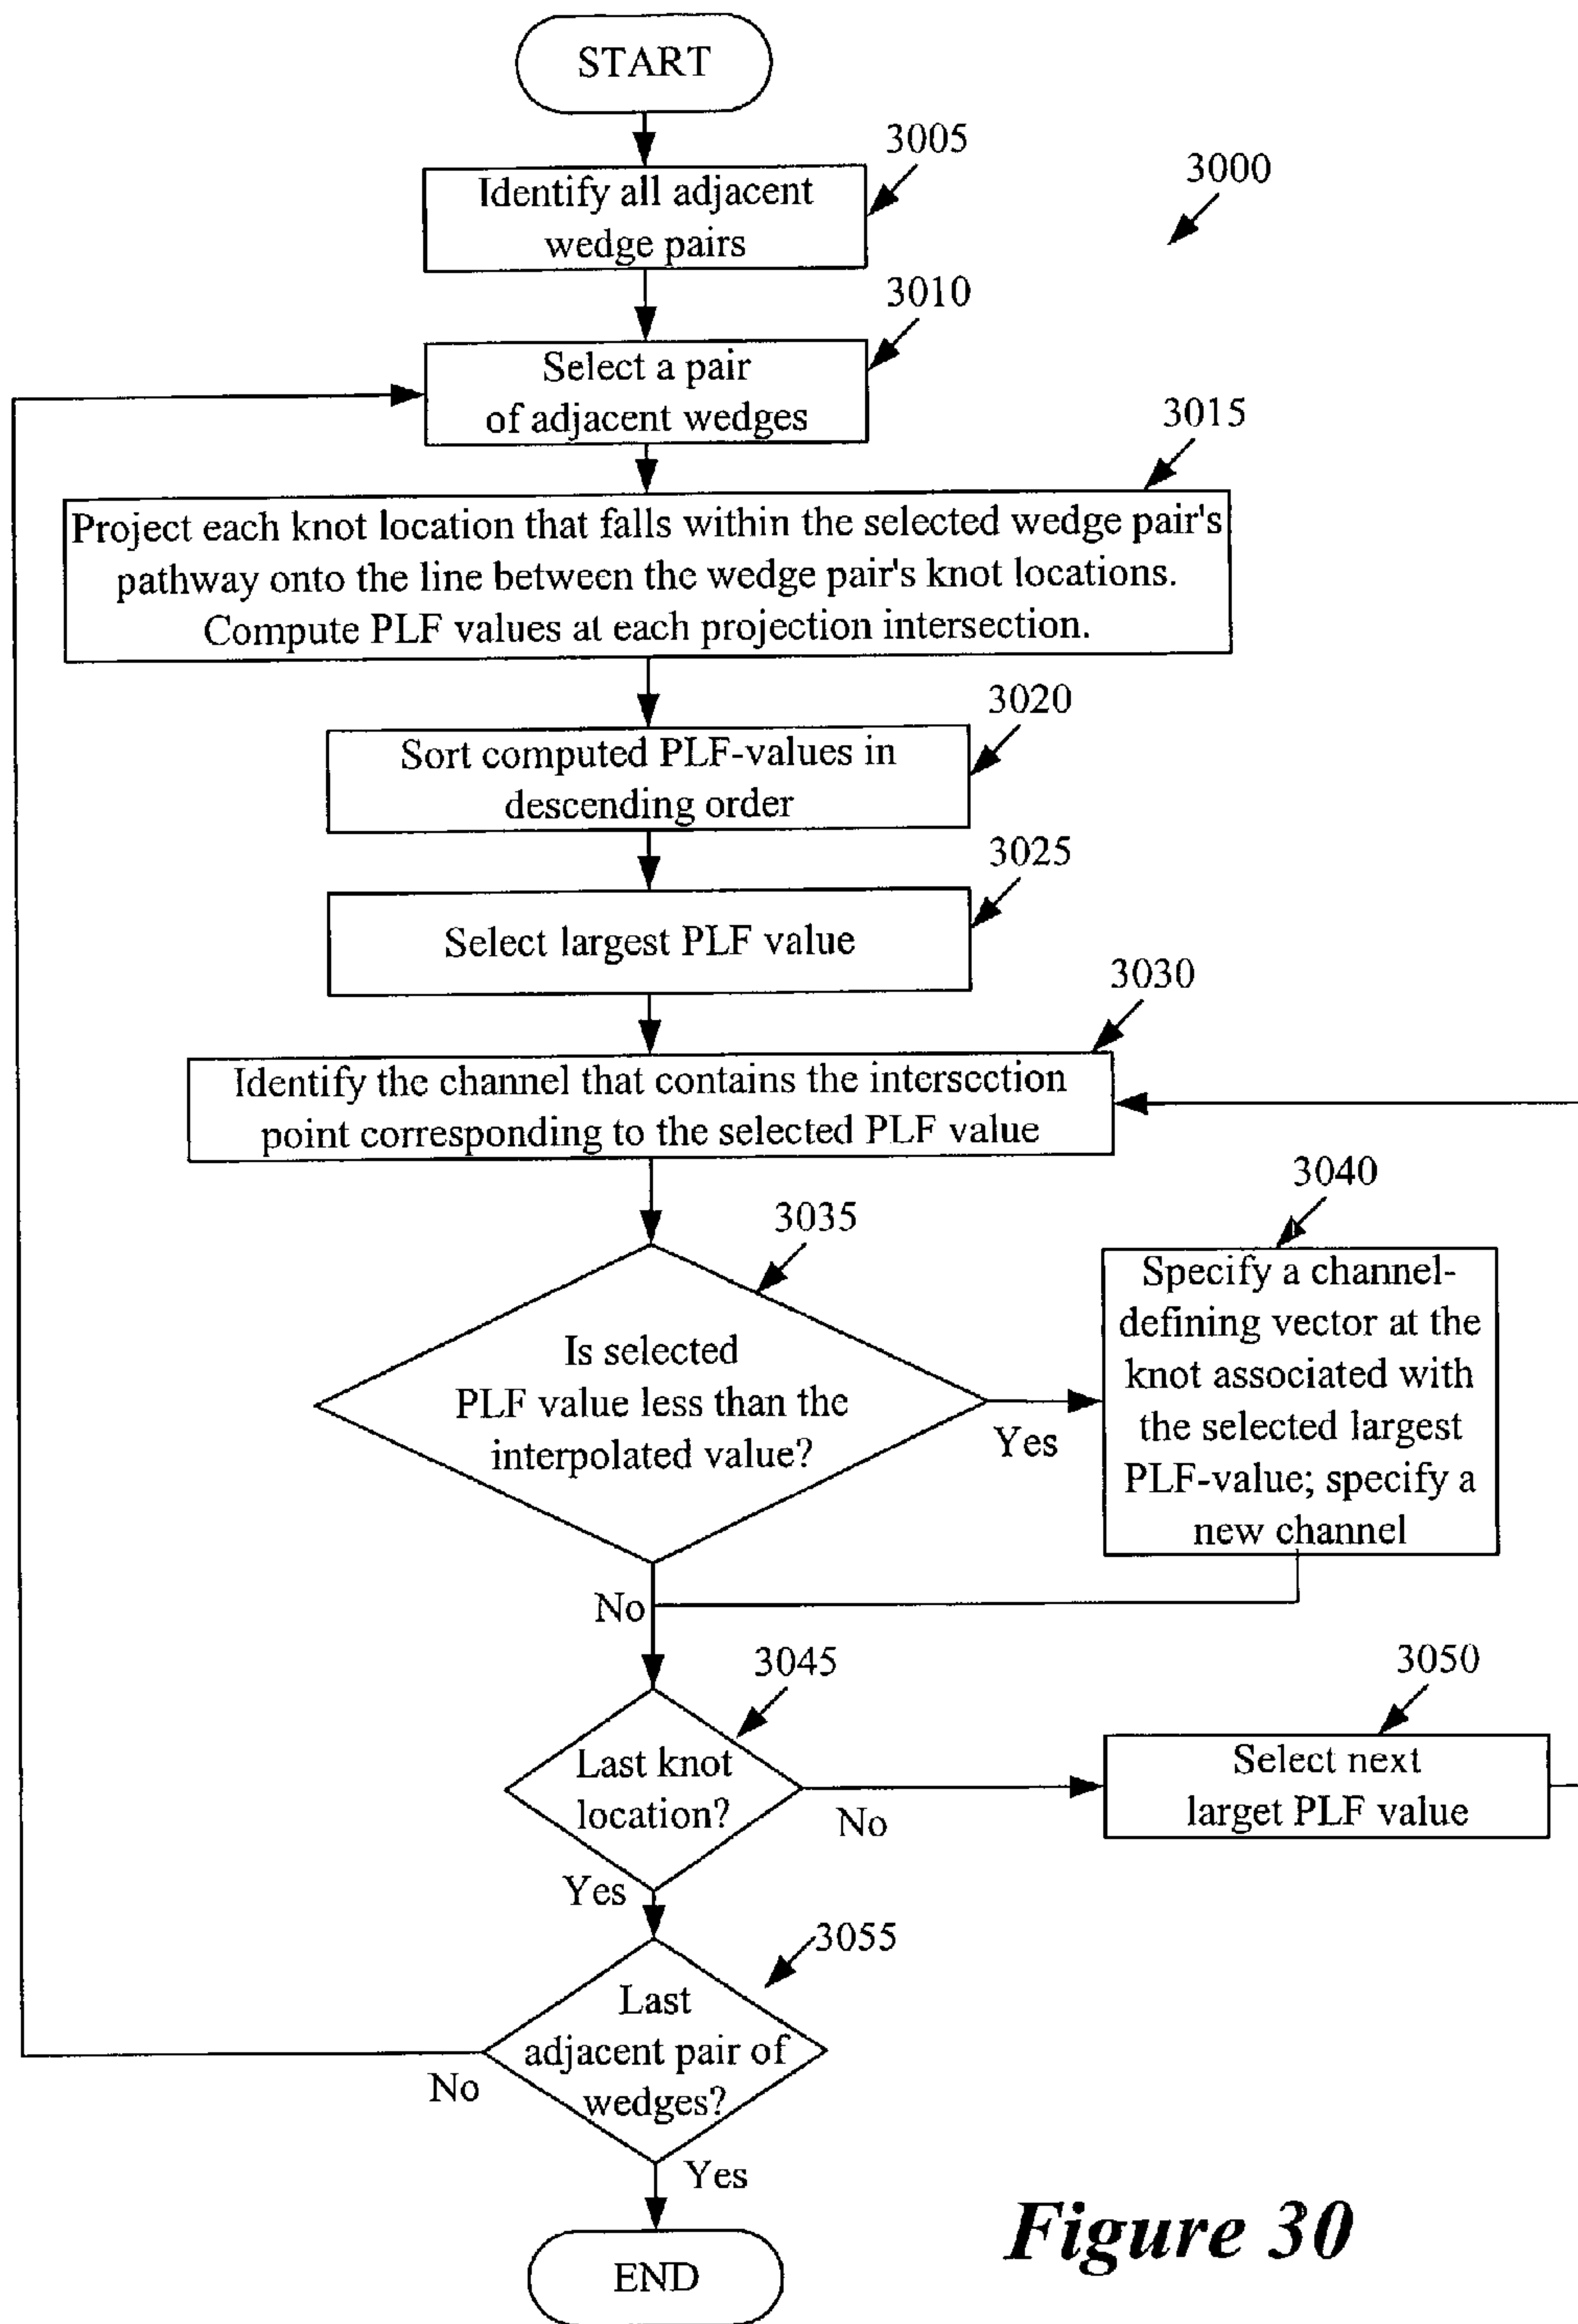 START
3005
Identify all adjacent
wedge pairs
3000
3010
Select a pair
of adjacent wedges
3015
Project each knot location that falls within the selected wedge pair's
pathway onto the line between the wedge pair's knot locations.
Compute PLF values at each projection intersection.
3020
Sort computed PLF-values in
descending order
3025
Select largest PLF value
3030
Identify the channel that contains the intersection
point corresponding to the selected PLF value
3035
Is selected
PLF value less than the
interpolated value?
Yes
3040
Specify a channel-
defining vector at the
knot associated with
the selected largest
PLF-value; specify a
new channel
No
3045
Last knot
location?
No
3050
Select next
larget PLF value
Yes
3055
Last
adjacent pair of
wedges?
No
Yes
END
Figure 30